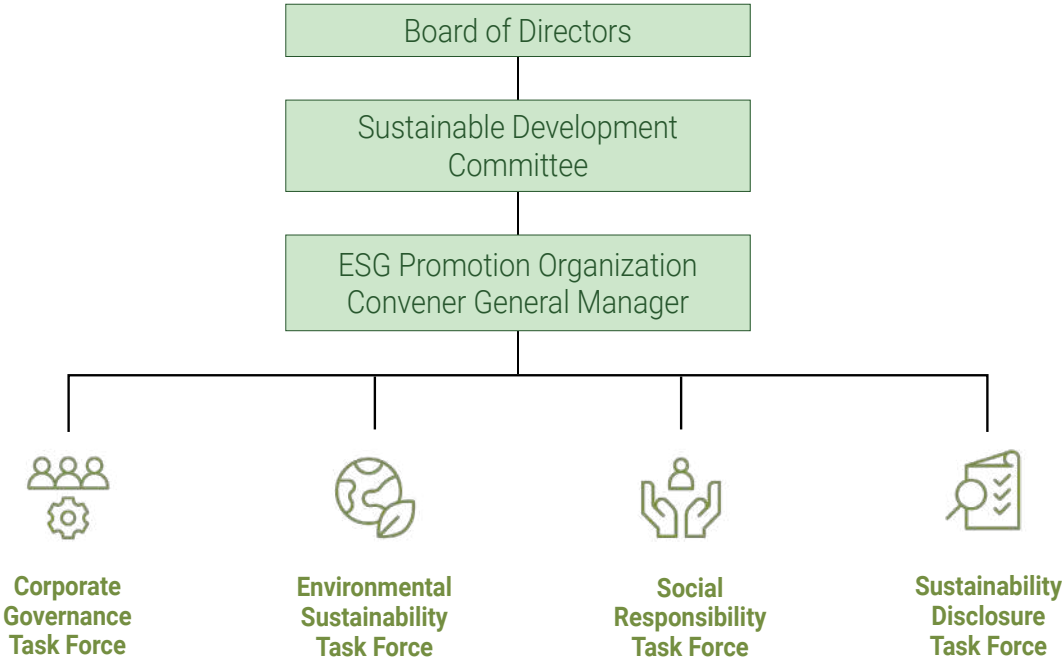 Board of Directors
Sustainable Development
Committee
ESG Promotion Organization
Convener General Manager
Corporate
Governance
Task Force
Environmental
Sustainability
Task Force
Social
Responsibility
Task Force
Sustainability
Disclosure
Task Force